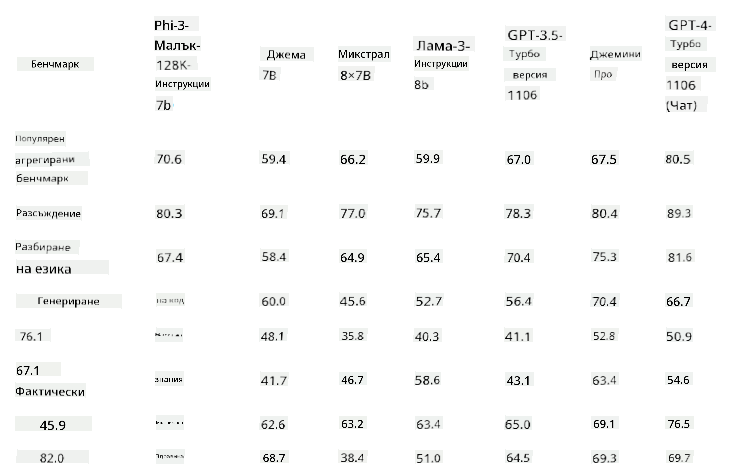 Бенчмарк
Phi-3-
Малък-
128K-
Инструкции
7b
Джема
7B
Микстрал
8×7B
Лама-3-
Инструкции
8b
GPT-3.5-
Турбо
версия
1106
Джемини
Про
GPT-4-
Турбо
версия
1106
(Чат)
Популярен
агрегирани
бенчмарк
70.6 59.4 66.2 59.9 67.0 67.5 80.5
Разсъждение 80.3 69.1 77.0 75.7 78.3 80.4 89.3
Разбиране
на езика
67.4 58.4 64.9 65.4 70.4 75.3 81.6
Генериране на код 60.0 45.6 52.7 56.4 70.4 66.7
76.1 48.1 35.8 40.3 41.1 52.8 50.9
67.1
Фактически
знания 41.7 46.7 58.6 43.1 63.4 54.6
45.9 62.6 63.2 63.4 65.0 69.1 76.5
82.0 68.7 38.4 51.0 64.5 69.3 69.7